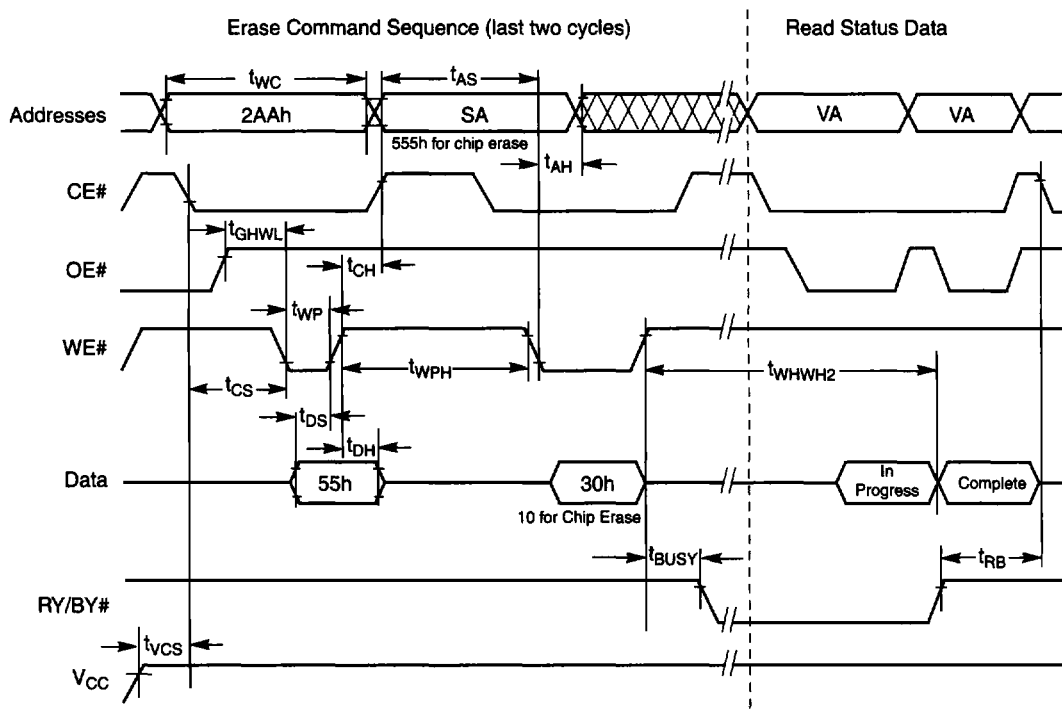 Erase Command Sequence (last two cycles)
Read Status Data
tWC
tAS
Addresses
2AAh
SA
VA
VA
555h for chip erase
tAH
CE#
tGHWL
OE#
tCH
tWP
WE#
tWPH
tWHWH2
tCS
tDS
tDH
Data
55h
30h
In
Progress
Complete
10 for Chip Erase
tBUSY
tRB
RY/BY#
tVCS
VCC